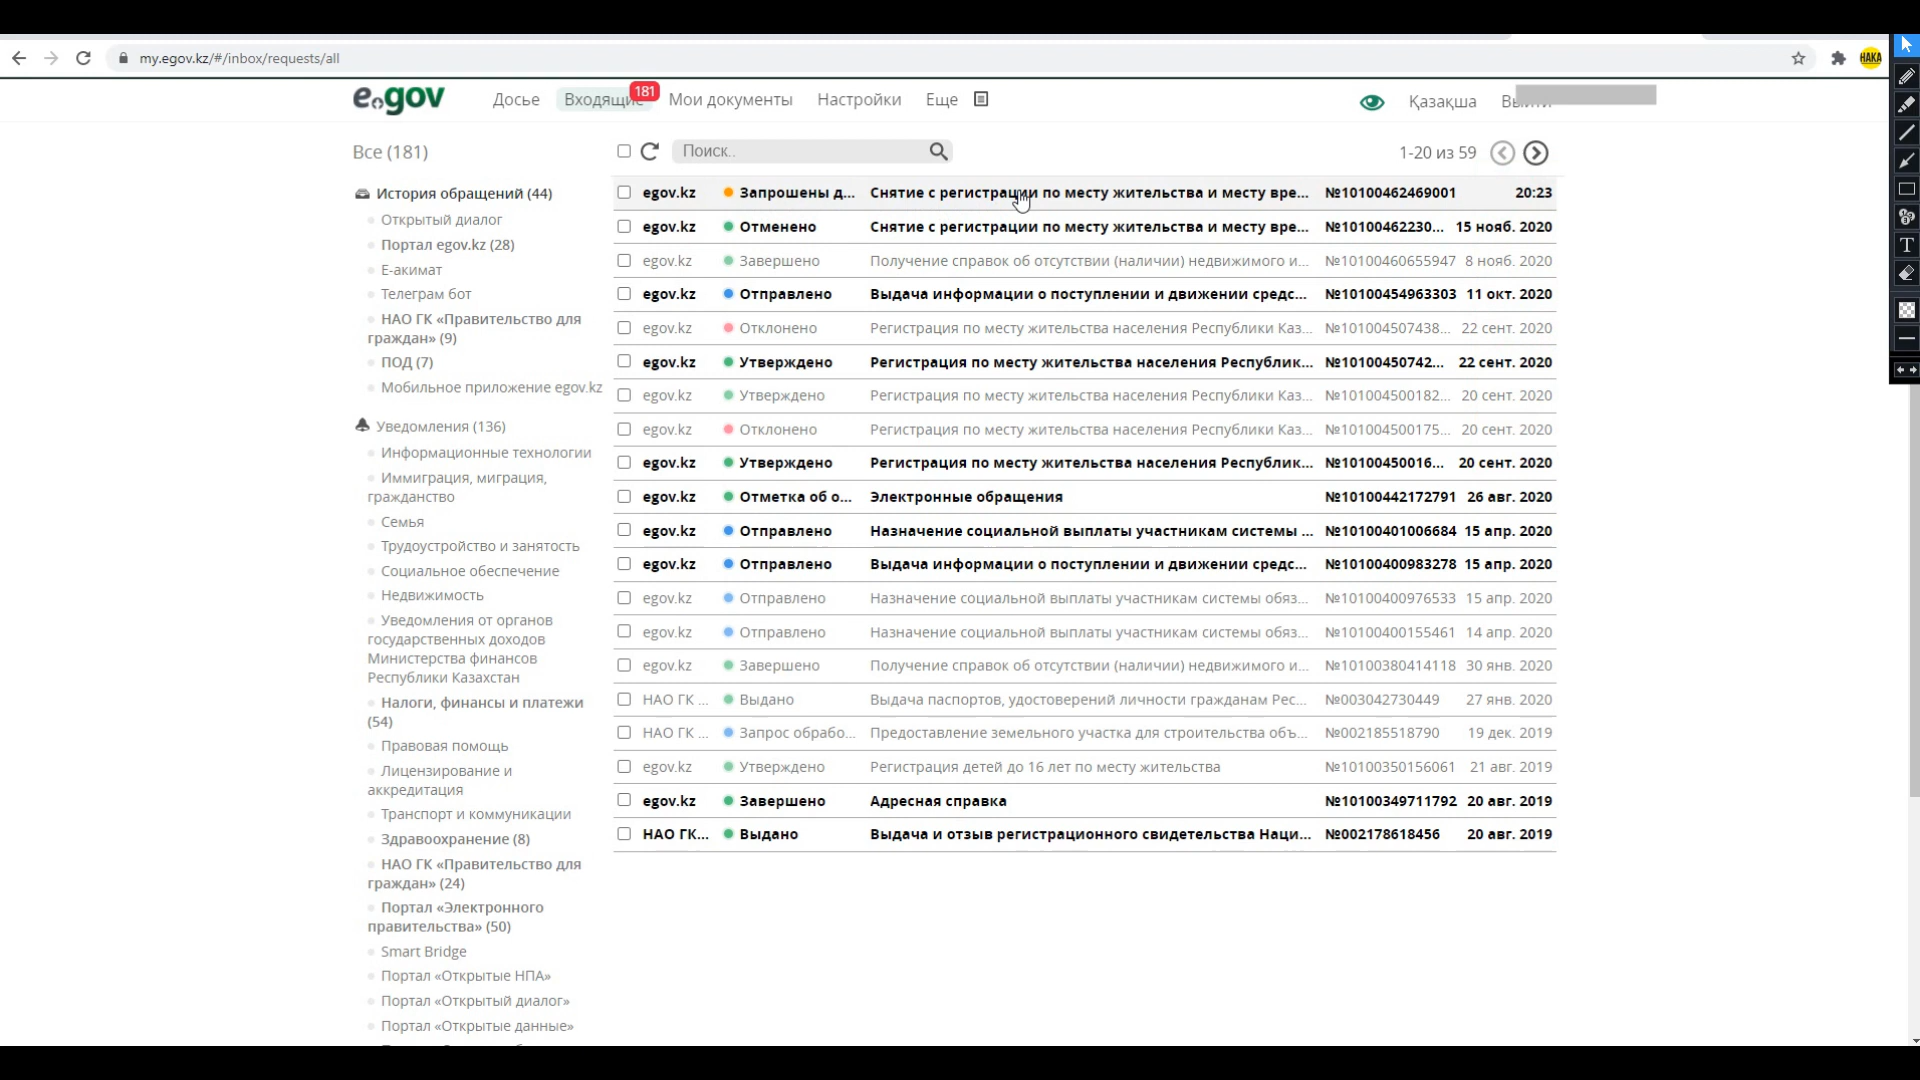 my.egov.kz/#/inbox/requests/all
НАКА
egov
Досье
Входящие
181
Мои документы
Настройки
Еще
Қазақша
Выйти
Все (181)
Поиск..
1-20 из 59
История обращений (44)
Открытый диалог
Портал egov.kz (28)
Е-акимат
Телеграм бот
НАО ГК «Правительство для
граждан» (9)
ПОД (7)
Мобильное приложение egov.kz
Уведомления (136)
Информационные технологии
Иммиграция, миграция,
гражданство
Семья
Трудоустройство и занятость
Социальное обеспечение
Недвижимость
Уведомления от органов
государственных доходов
Министерства финансов
Республики Казахстан
Налоги, финансы и платежи
(54)
Правовая помощь
Лицензирование и
аккредитация
Транспорт и коммуникации
Здравоохранение (8)
НАО ГК «Правительство для
граждан» (24)
Портал «Электронного
правительства» (50)
Smart Bridge
Портал «Открытые НПА»
Портал «Открытый диалог»
Портал «Открытые данные»
egov.kz Запрошены д... Снятие с регистрации по месту жительства и месту вре... №10100462469001 20:23
egov.kz Отменено Снятие с регистрации по месту жительства и месту вре... №10100462230... 15 нояб. 2020
egov.kz Завершено Получение справок об отсутствии (наличии) недвижимого и... №10100460655947 8 нояб. 2020
egov.kz Отправлено Выдача информации о поступлении и движении средс... №10100454963303 11 окт. 2020
egov.kz Отклонено Регистрация по месту жительства населения Республики Каз... №101004507438... 22 сент. 2020
egov.kz Утверждено Регистрация по месту жительства населения Республик... №10100450742... 22 сент. 2020
egov.kz Утверждено Регистрация по месту жительства населения Республики Каз... №101004500182... 20 сент. 2020
egov.kz Отклонено Регистрация по месту жительства населения Республики Каз... №101004500175... 20 сент. 2020
egov.kz Утверждено Регистрация по месту жительства населения Республик... №10100450016... 20 сент. 2020
egov.kz Отметка об о... Электронные обращения №10100442172791 26 авг. 2020
egov.kz Отправлено Назначение социальной выплаты участникам системы ... №10100401006684 15 апр. 2020
egov.kz Отправлено Выдача информации о поступлении и движении средс... №10100400983278 15 апр. 2020
egov.kz Отправлено Назначение социальной выплаты участникам системы обяз... №10100400976533 15 апр. 2020
egov.kz Отправлено Назначение социальной выплаты участникам системы обяз... №10100400155461 14 апр. 2020
egov.kz Завершено Получение справок об отсутствии (наличии) недвижимого и... №10100380414118 30 янв. 2020
НАО ГК ... Выдано Выдача паспортов, удостоверений личности гражданам Рес... №003042730449 27 янв. 2020
НАО ГК ... Запрос обрабо... Предоставление земельного участка для строительства объ... №002185518790 19 дек. 2019
egov.kz Утверждено Регистрация детей до 16 лет по месту жительства №10100350156061 21 авг. 2019
egov.kz Завершено Адресная справка №10100349711792 20 авг. 2019
НАО ГК... Выдано Выдача и отзыв регистрационного свидетельства Наци... №002178618456 20 авг. 2019